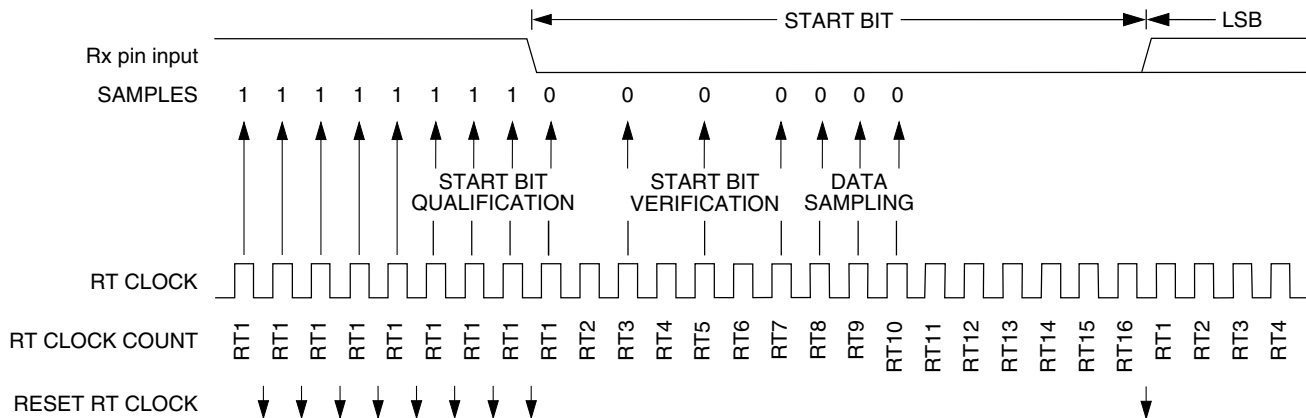 START BIT LSB
Rx pin input
SAMPLES 1 1 1 1 1 1 1 1 0 0 0 0 0 0 0
START BIT QUALIFICATION
START BIT VERIFICATION
DATA SAMPLING
RT CLOCK
RT CLOCK COUNT RT1 RT1 RT1 RT1 RT1 RT1 RT1 RT1 RT1 RT2 RT3 RT4 RT5 RT6 RT7 RT8 RT9 RT10 RT11 RT12 RT13 RT14 RT15 RT16 RT1 RT2 RT3 RT4
RESET RT CLOCK